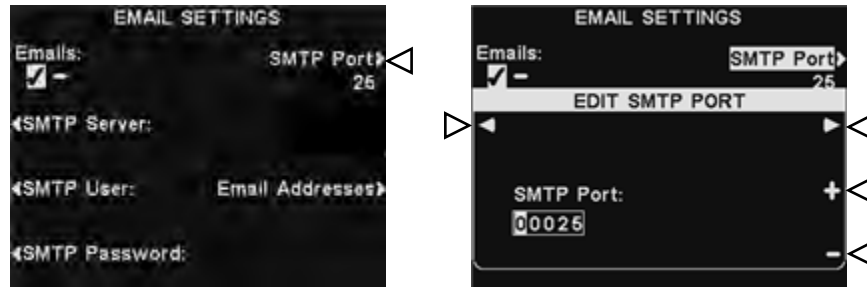 EMAIL SETTINGS
Emails:
SMTP Port
25
SMTP Server:
SMTP User:
Email Addresses
SMTP Password:
EMAIL SETTINGS
Emails:
SMTP Port
25
EDIT SMTP PORT
SMTP Port:
00025
+
-